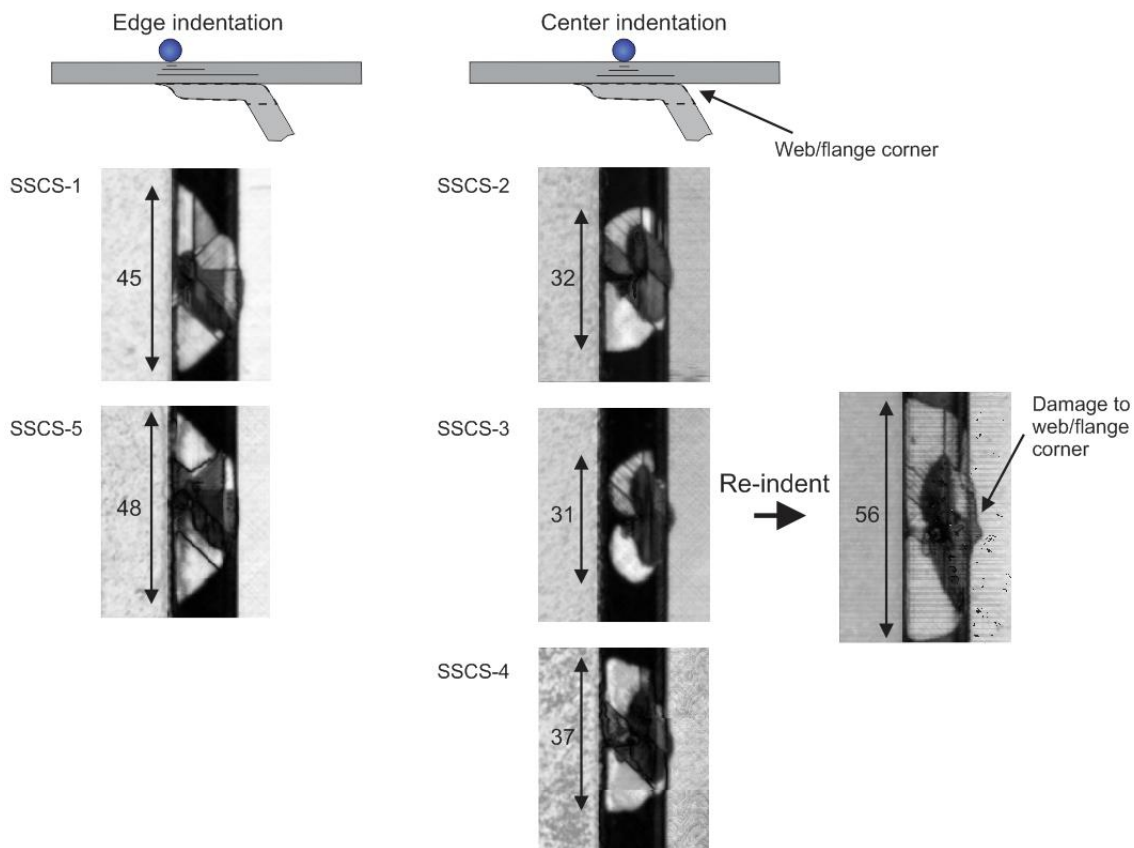 Edge indentation
Center indentation
Web/flange corner
SSCS-1
45
SSCS-2
32
SSCS-5
48
SSCS-3
31
Re-indent
56
Damage to
web/flange
corner
SSCS-4
37